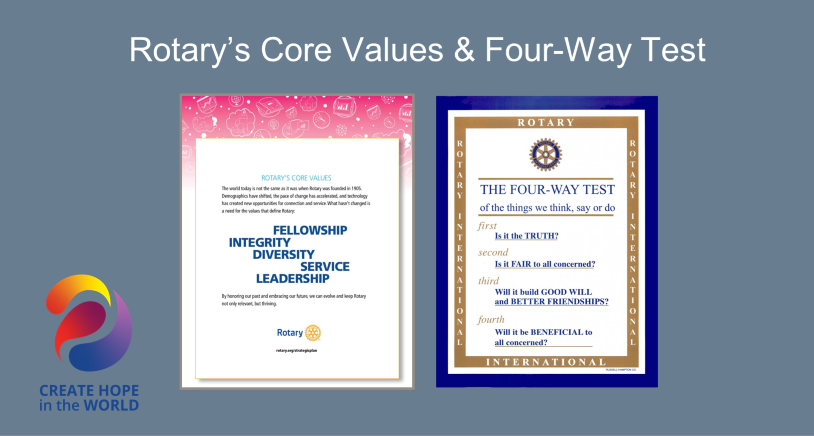 Rotary's Core Values & Four-Way Test
ROTARY'S CORE VALUES
The world today is not the same as it was when Rotary was founded in 1905.
Demographics have shifted, the pace of change has accelerated, and technology
has created new opportunities for connection and service. What hasn't changed is
a need for the values that define Rotary:
FELLOWSHIP
INTEGRITY
DIVERSITY
SERVICE
LEADERSHIP
By honoring our past and embracing our future, we can evolve and keep Rotary
not only relevant, but thriving.
Rotary
rotary.org/strategicplan
ROTARY
ROTARY INTERNATIONAL
ROTARY INTERNATIONAL
THE FOUR-WAY TEST
of the things we think, say or do
first
Is it the TRUTH?
second
Is it FAIR to all concerned?
third
Will it build GOOD WILL
and BETTER FRIENDSHIPS?
fourth
Will it be BENEFICIAL to
all concerned?
INTERNATIONAL
CREATE HOPE
in the WORLD